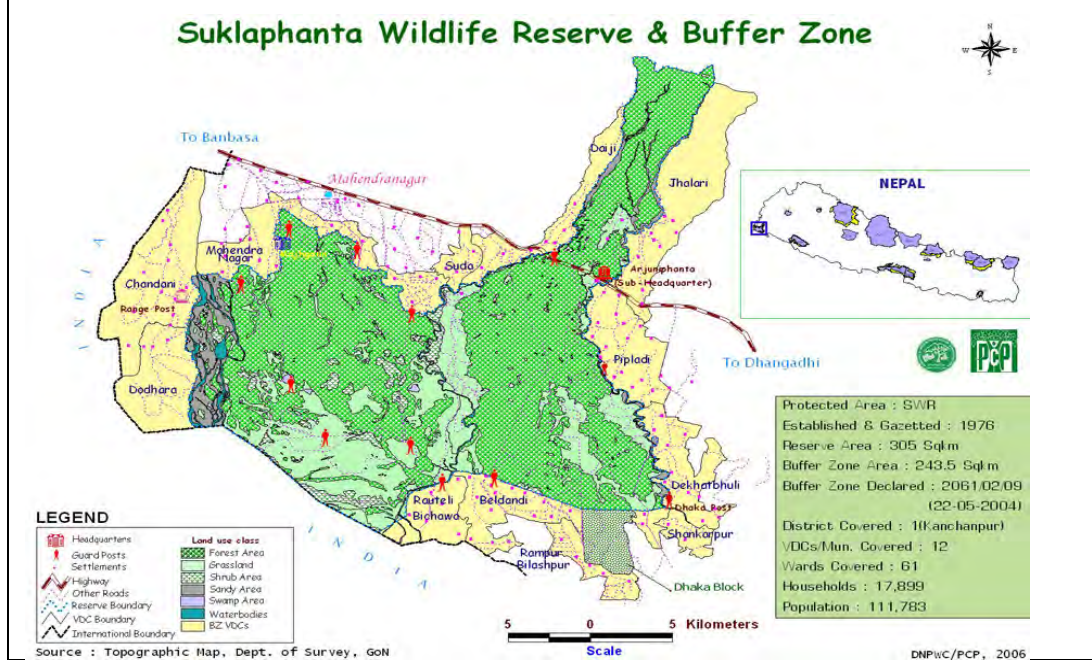 Suklaphanta Wildlife Reserve & Buffer Zone
N
W E
S
To Banbasa
Mahendranagar
Daiji
Jhalari
NEPAL
INDIA
Mahendra
Nagar
Suda
Arjuniphanta
(Sub-Headquarter)
Chandani
Range Post
Dodhara
Pipladi
To Dhangadhi
PCP
Protected Area : SWR
Established & Gazetted : 1976
Reserve Area : 305 Sqkm
Buffer Zone Area : 243.5 Sqkm
Buffer Zone Declared : 2061/02/09
(22-05-2004)
District Covered : 1(Kanchanpur)
VDCs/Mun. Covered : 12
Wards Covered : 61
Households : 17,899
Population : 111,783
Dekhatbhuli
Dhaka Post
Shankarpur
Rauteli
Bichawa
Beldandi
Rampur
Bilashpur
Dhaka Block
INDIA
LEGEND
Headquarters
Guard Posts
Settlements
Highway
Other Roads
Reserve Boundary
VDC Boundary
International Boundary
Land use class
Forest Area
Grassland
Shrub Area
Sandy Area
Swamp Area
Waterbodies
BZ VDCs
5 0 5 Kilometers
Scale
Source : Topographic Map, Dept. of Survey, GoN
DNPWC/PCP, 2006